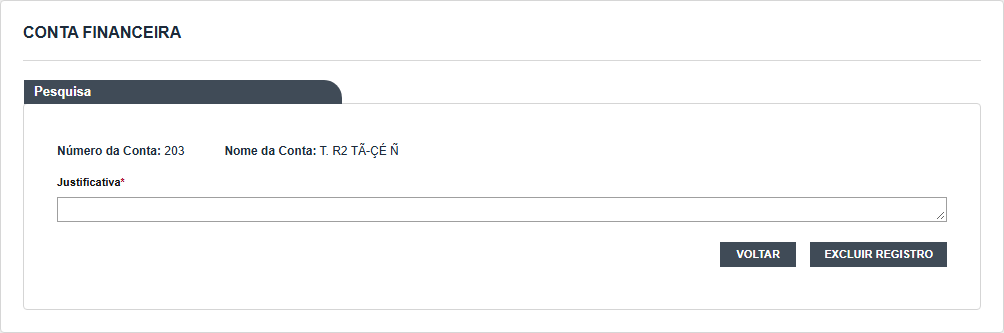 CONTA FINANCEIRA
Pesquisa
Número da Conta: 203 Nome da Conta: T. R2 TÃ-ÇÉ Ñ
Justificativa*
VOLTAR EXCLUIR REGISTRO